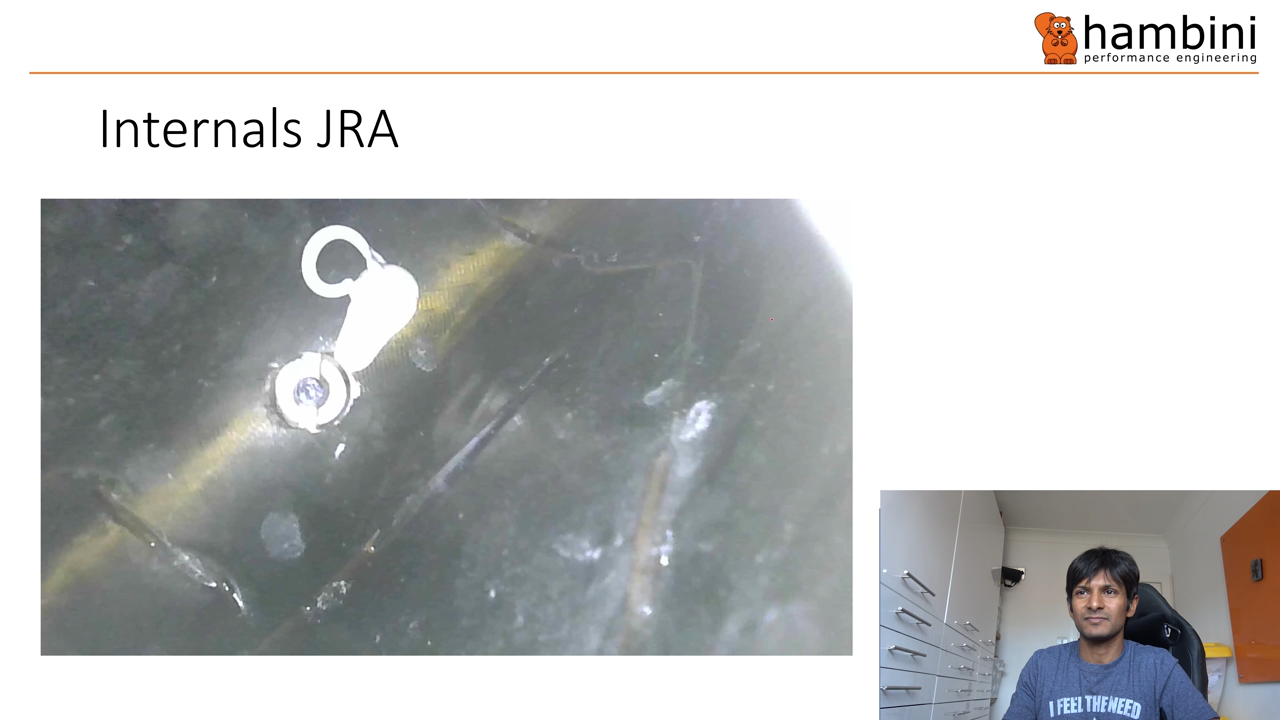 hambini
performance engineering
Internals JRA
I FEEL THE NEED